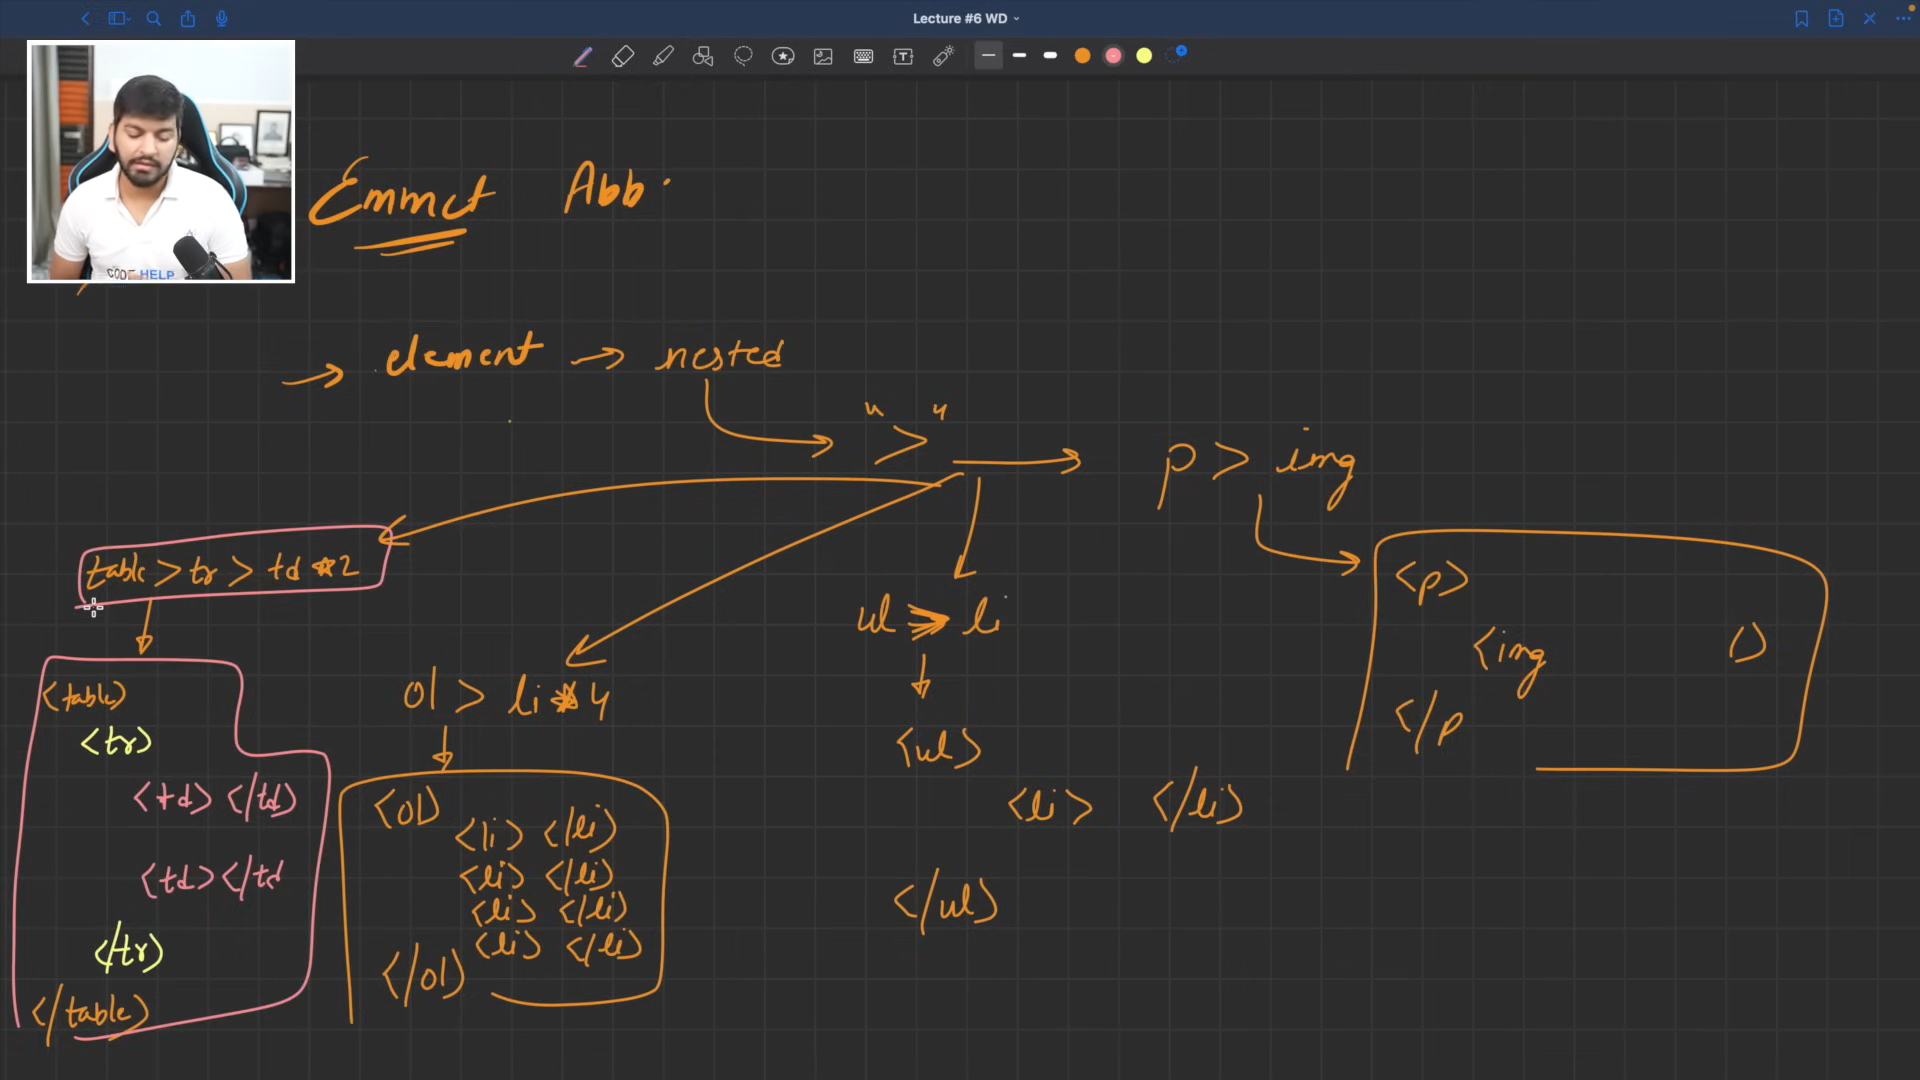 Lecture #6 WD
CODE HELP
Emmet Abb.
→ element → nested
" > "
p > img
table > tr > td * 2
ul > li
ol > li * 4
<p>
<img />
</p
<table>
<tr>
<td> </td>
<td> </td
</tr>
</table>
<ol>
<li> </li>
<li> </li>
<li> </li>
<li> </li>
</ol>
<ul>
<li> </li>
</ul>